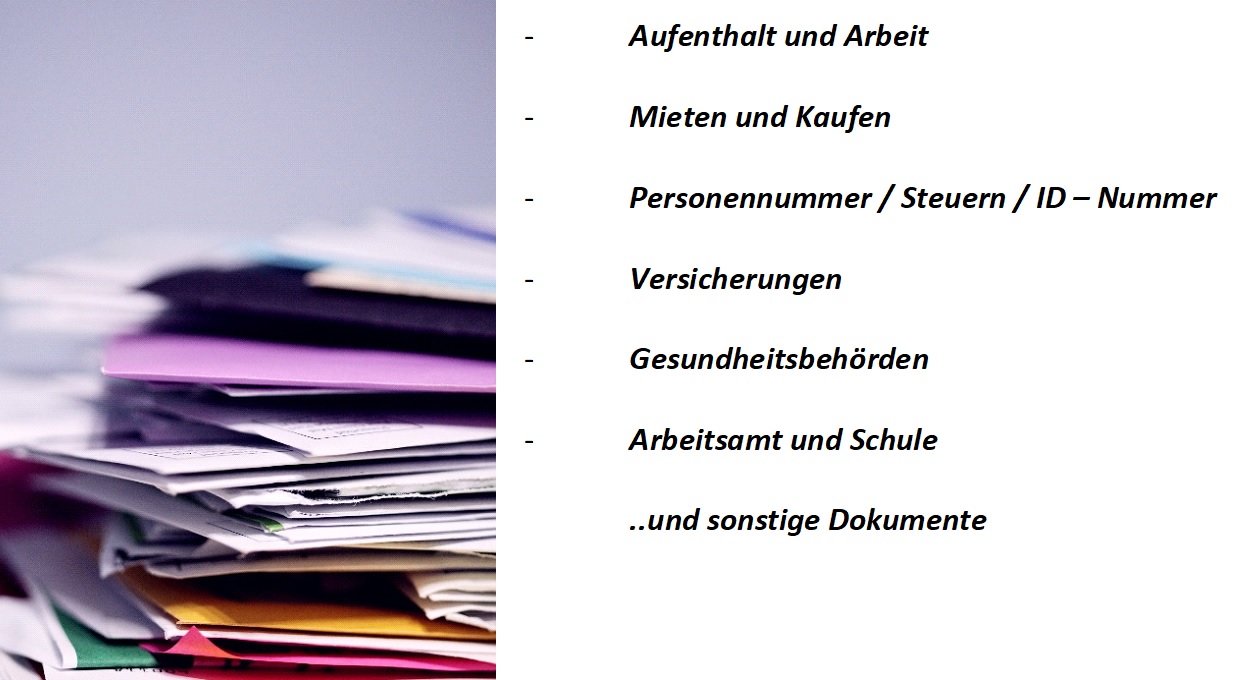 - Aufenthalt und Arbeit
- Mieten und Kaufen
- Personennummer / Steuern / ID – Nummer
- Versicherungen
- Gesundheitsbehörden
- Arbeitsamt und Schule
..und sonstige Dokumente